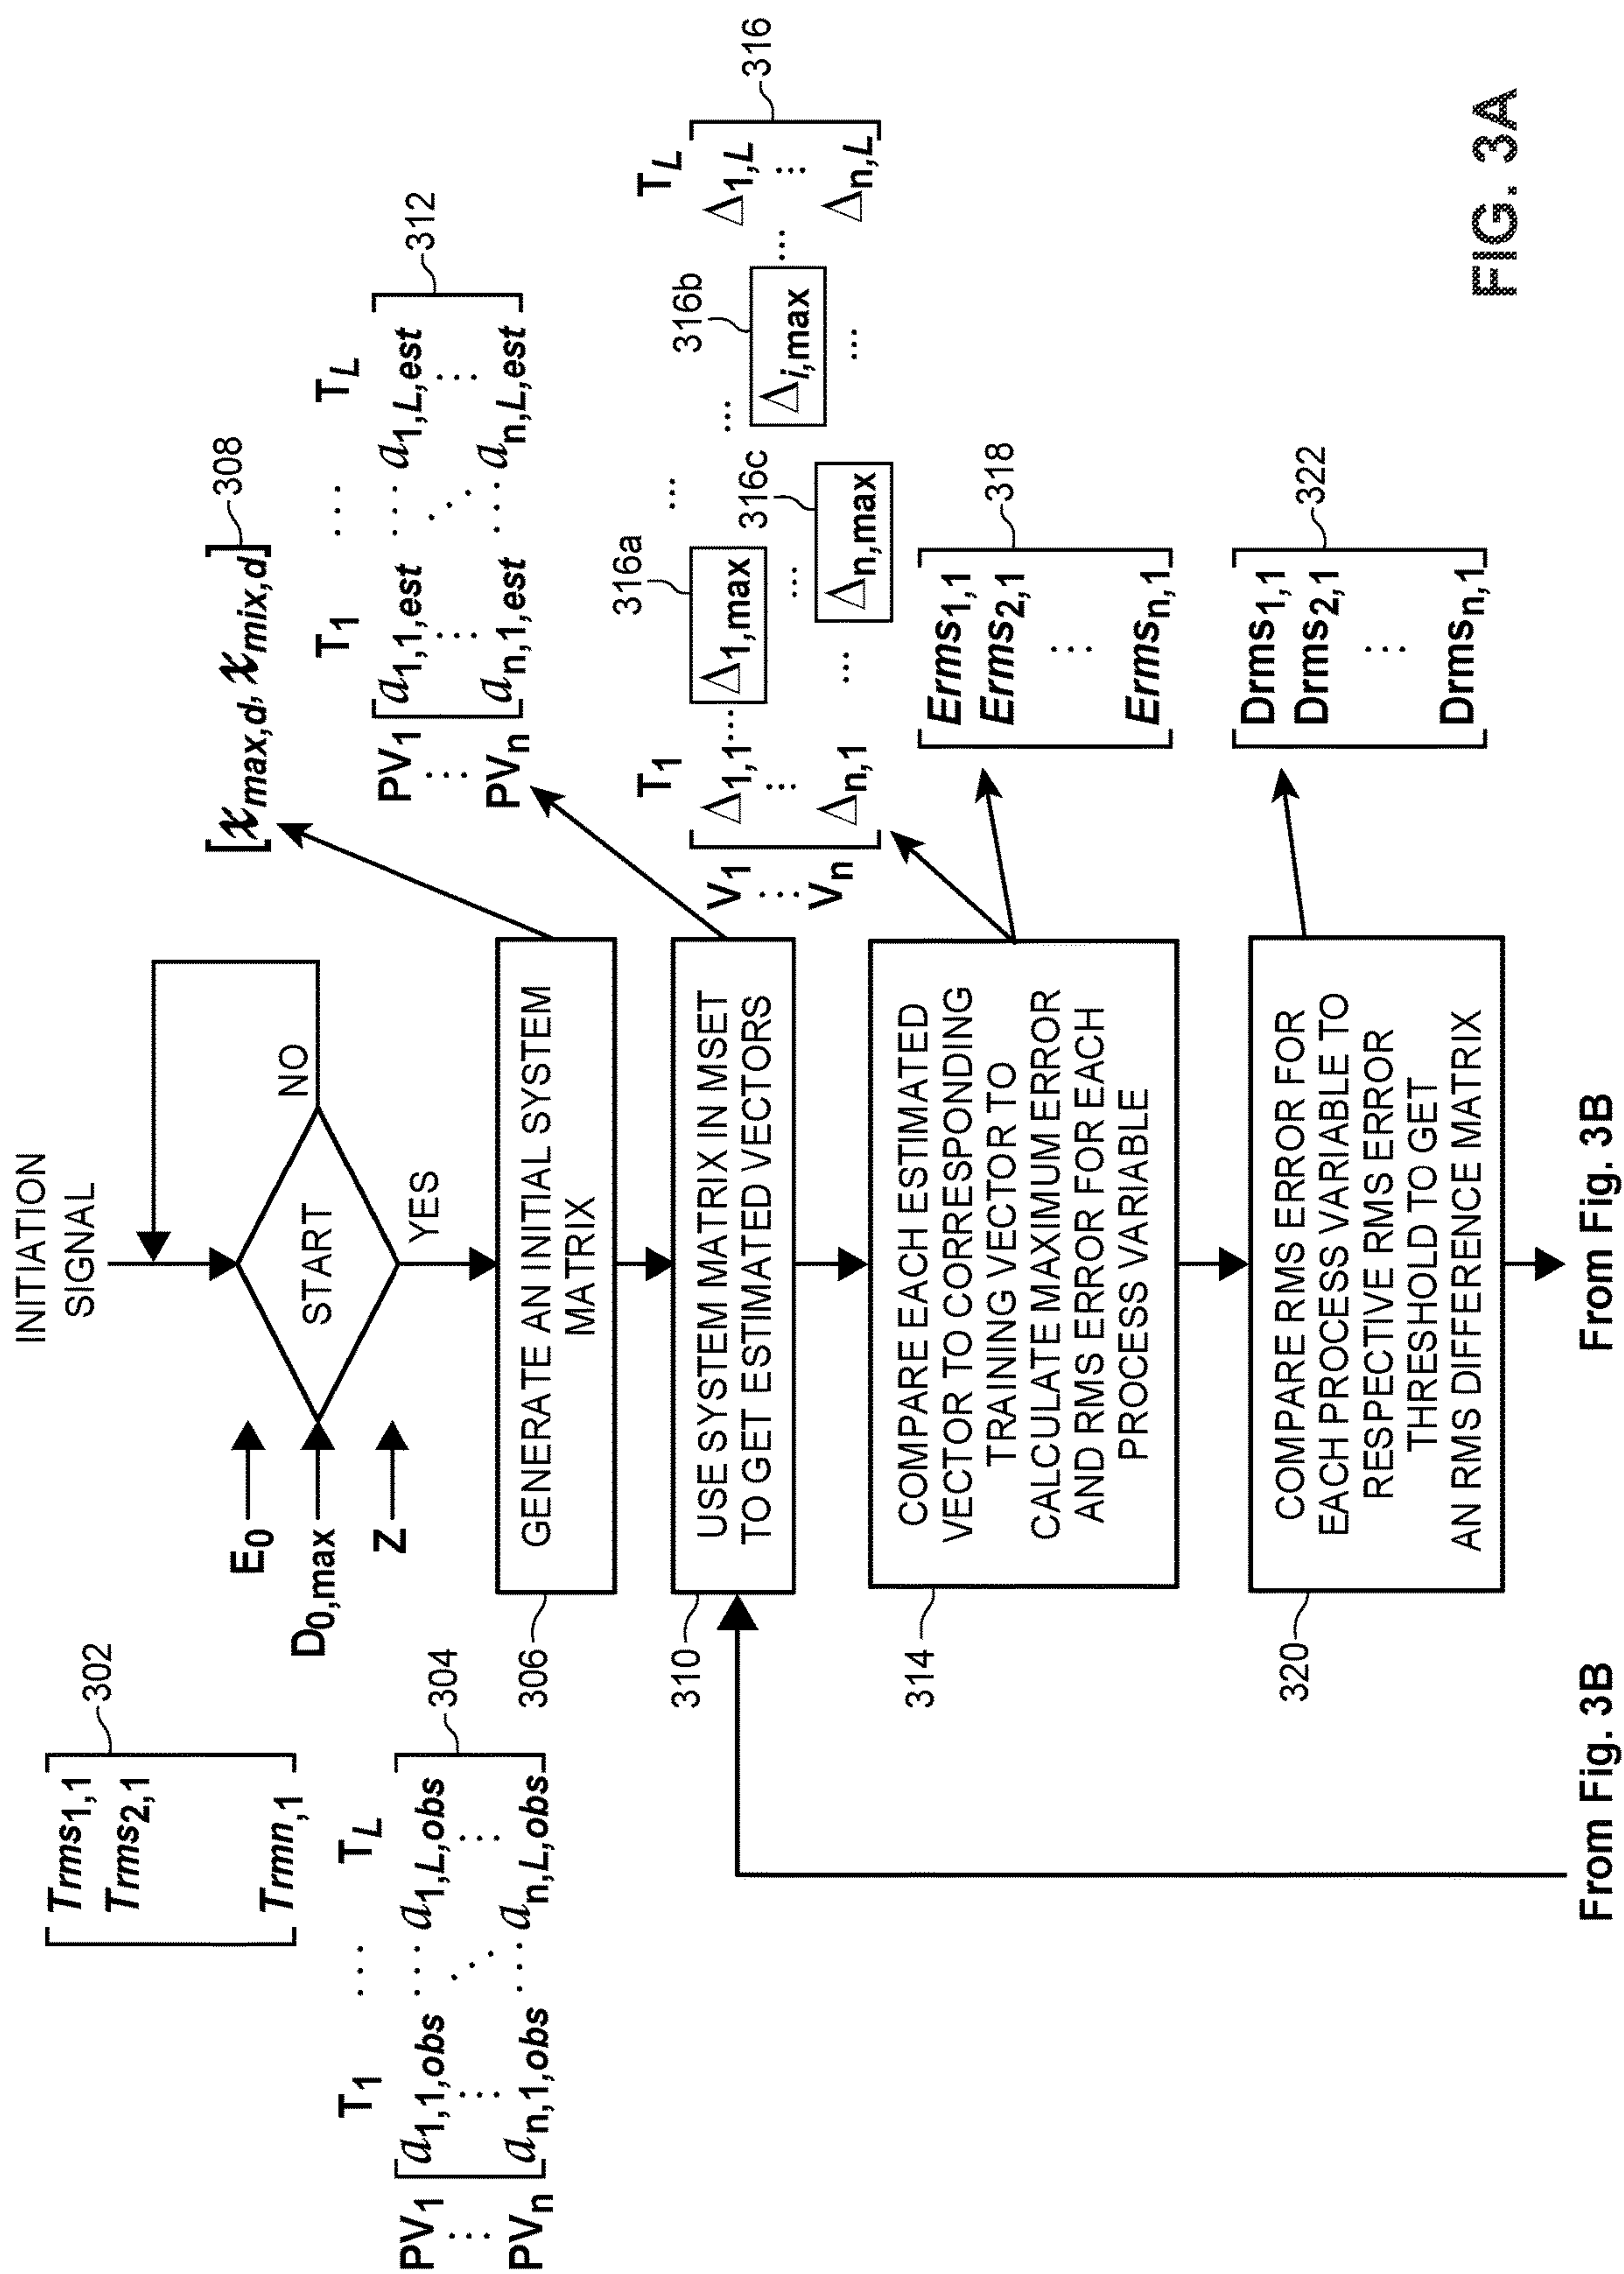 INITIATION
SIGNAL
START
NO
YES
E0
D0,max
Z
[Trms1,1
Trms2,1
Trmn,1]
302
T1 ... TL
PV1 [a1,1,obs ... a1,L,obs
⋮ ⋮ ⋱ ⋮
PVn an,1,obs ... an,L,obs]
304
306
GENERATE AN INITIAL SYSTEM
MATRIX
[xmax,d, xmix,d]
308
310
USE SYSTEM MATRIX IN MSET
TO GET ESTIMATED VECTORS
T1 ... TL
PV1 [a1,1,est ... a1,L,est
⋮ ⋮ ⋱ ⋮
PVn an,1,est ... an,L,est]
312
314
COMPARE EACH ESTIMATED
VECTOR TO CORRESPONDING
TRAINING VECTOR TO
CALCULATE MAXIMUM ERROR
AND RMS ERROR FOR EACH
PROCESS VARIABLE
316a
316b
316c
316
T1 ... TL
V1 [Δ1,1 ... Δ1,max ... Δ1,L
⋮ ⋮ ... Δi,max ... ⋮
Vn Δn,1 ... Δn,max ... Δn,L]
[Erms1,1
Erms2,1
⋮
Ermsn,1]
318
320
COMPARE RMS ERROR FOR
EACH PROCESS VARIABLE TO
RESPECTIVE RMS ERROR
THRESHOLD TO GET
AN RMS DIFFERENCE MATRIX
[Drms1,1
Drms2,1
⋮
Drmsn,1]
322
From Fig. 3B
From Fig. 3B
FIG. 3A